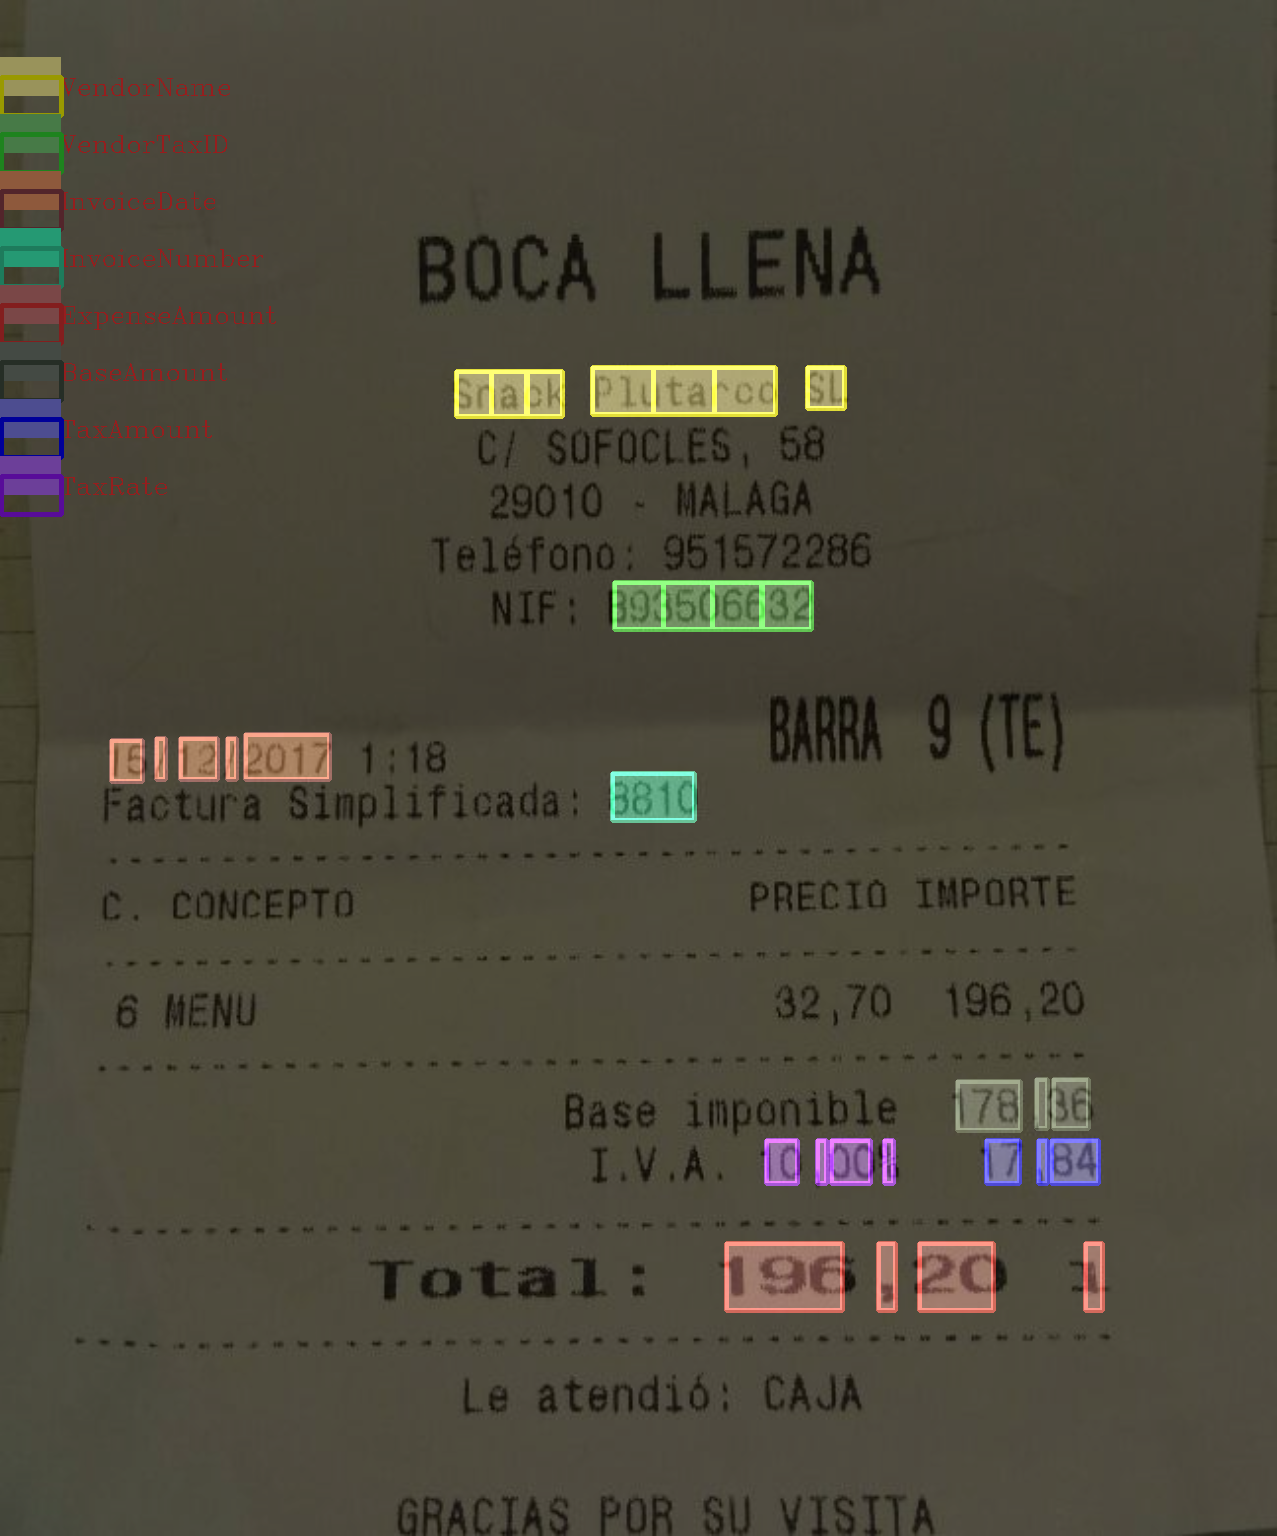 VendorName
VendorTaxID
InvoiceDate
InvoiceNumber
ExpenseAmount
BaseAmount
TaxAmount
TaxRate
BOCA LLENA
Snack Plutarco SL
C/ SOFOCLES, 58
29010 - MALAGA
Teléfono: 951572286
NIF: B93506632
BARRA 9 (TE)
15/12/2017 1:18
Factura Simplificada: 8810
C. CONCEPTO PRECIO IMPORTE
6 MENU 32,70 196,20
Base imponible 178,36
I.V.A. 10,00% 17,84
Total: 196,20 1
Le atendió: CAJA
GRACIAS POR SU VISITA